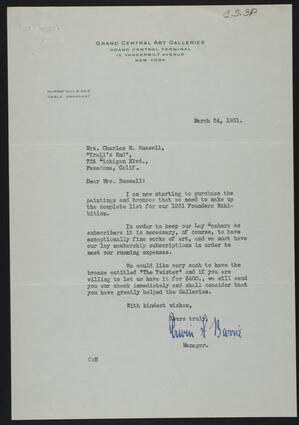 C.S.3P
GRAND CENTRAL ART GALLERIES
GRAND CENTRAL TERMINAL
15 VANDERBILT AVENUE
NEW YORK
MURRAY HILL
CABLE
March 24, 1931.
Mrs. Charles M. Russell,
"Trail's End",
725 Michigan Blvd.,
Pasadena, Calif.
Dear Mrs. Russell:
I am now starting to purchase the
paintings and bronzes that we need to make up
the complete list for our 1931 Founders Exhi-
bition.
In order to keep our Lay Members as
subscribers it is necessary, of course, to have
exceptionally fine works of art, and we must have
our lay membership subscriptions in order to meet
our running expenses.
We would like very much to have the
bronze entitled "The Twister" and if you are
willing to let us have it for $400., we will send
you our check immediately and shall consider that
you have greatly helped the Galleries.
With kindest wishes,
Yours truly,
Erwin S Barrie
Manager.